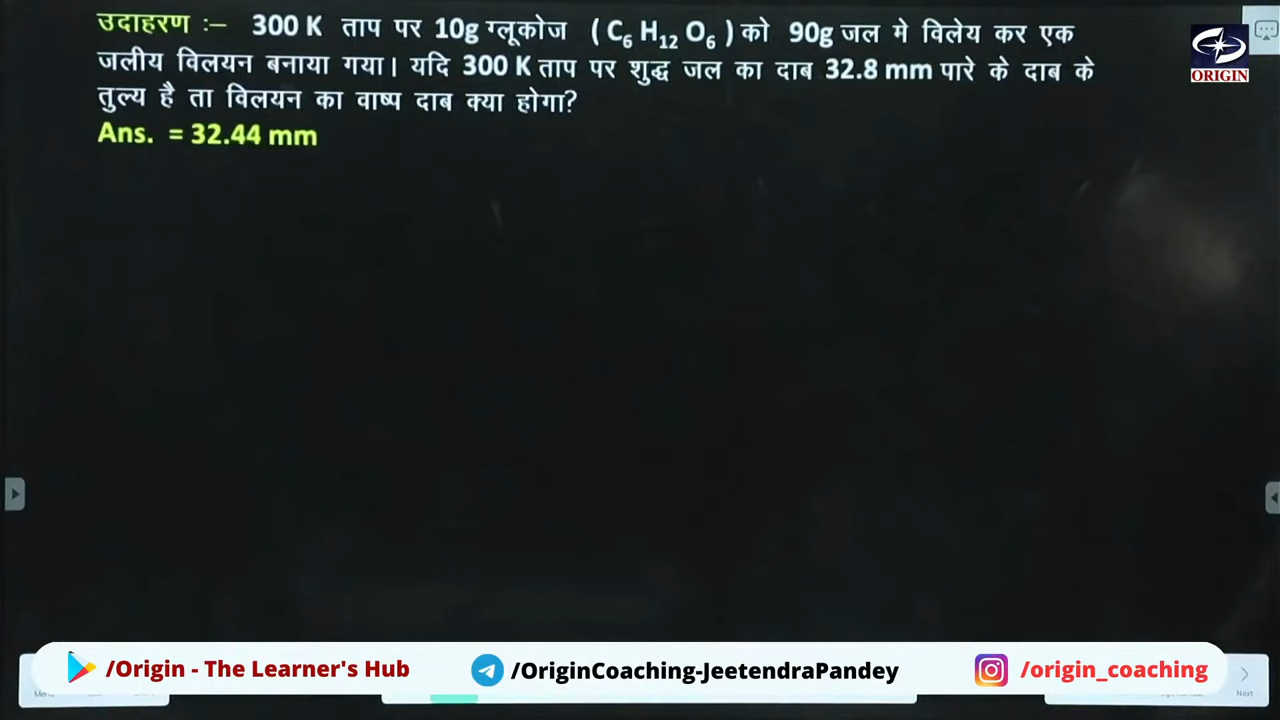 उदाहरण :– 300 K ताप पर 10g ग्लूकोज ( C₆ H₁₂ O₆ ) को 90g जल मे विलेय कर एक
जलीय विलयन बनाया गया। यदि 300 K ताप पर शुद्ध जल का दाब 32.8 mm पारे के दाब के
तुल्य है ता विलयन का वाष्प दाब क्या होगा?
Ans. = 32.44 mm
ORIGIN
/Origin - The Learner's Hub
/OriginCoaching-JeetendraPandey
/origin_coaching
Next